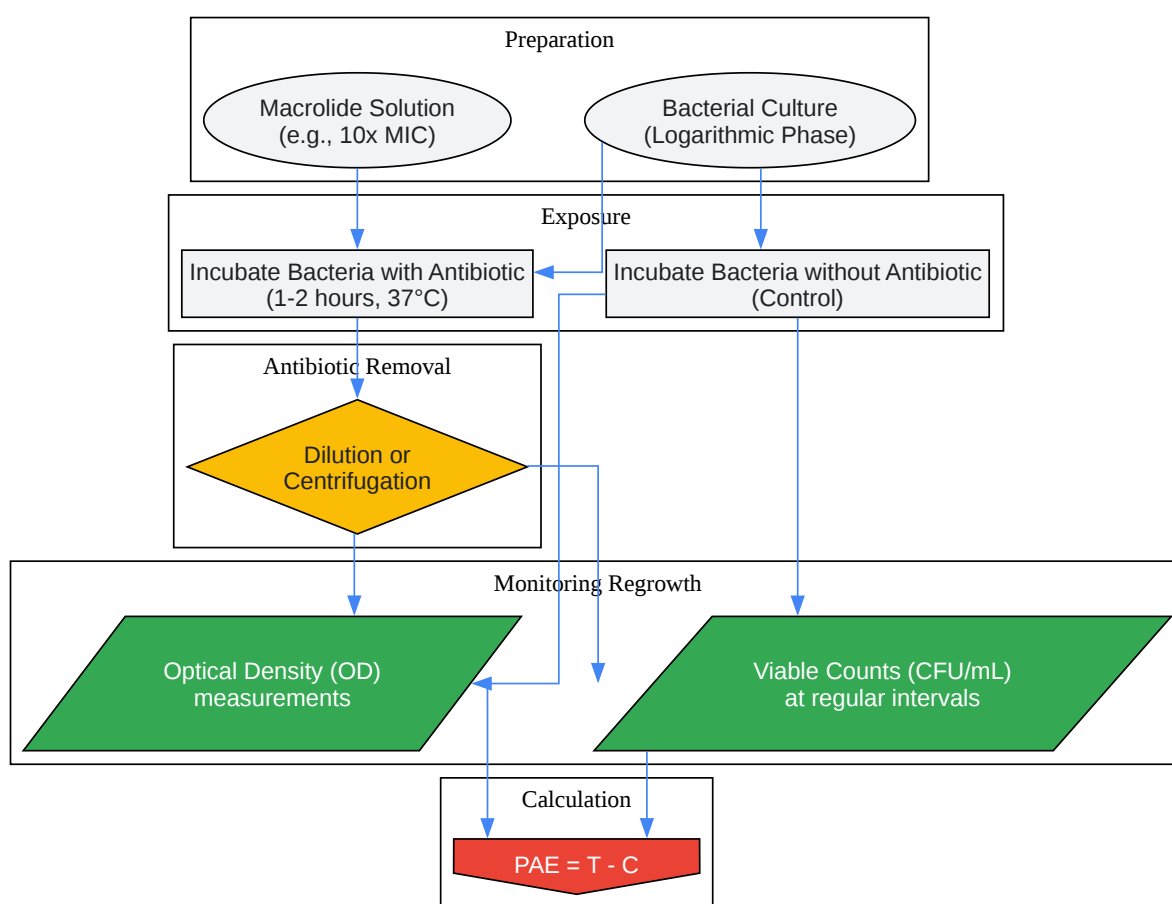 Preparation
Macrolide Solution
(e.g., 10x MIC)
Bacterial Culture
(Logarithmic Phase)
Exposure
Incubate Bacteria with Antibiotic
(1-2 hours, 37°C)
Incubate Bacteria without Antibiotic
(Control)
Antibiotic Removal
Dilution or
Centrifugation
Monitoring Regrowth
Optical Density (OD)
measurements
Viable Counts (CFU/mL)
at regular intervals
Calculation
PAE = T - C